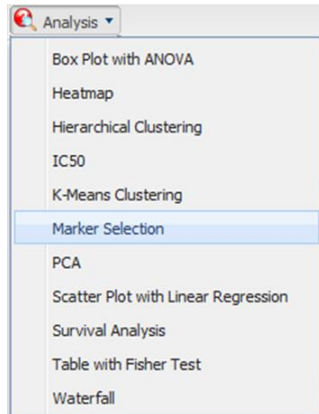 Analysis
Box Plot with ANOVA
Heatmap
Hierarchical Clustering
IC50
K-Means Clustering
Marker Selection
PCA
Scatter Plot with Linear Regression
Survival Analysis
Table with Fisher Test
Waterfall